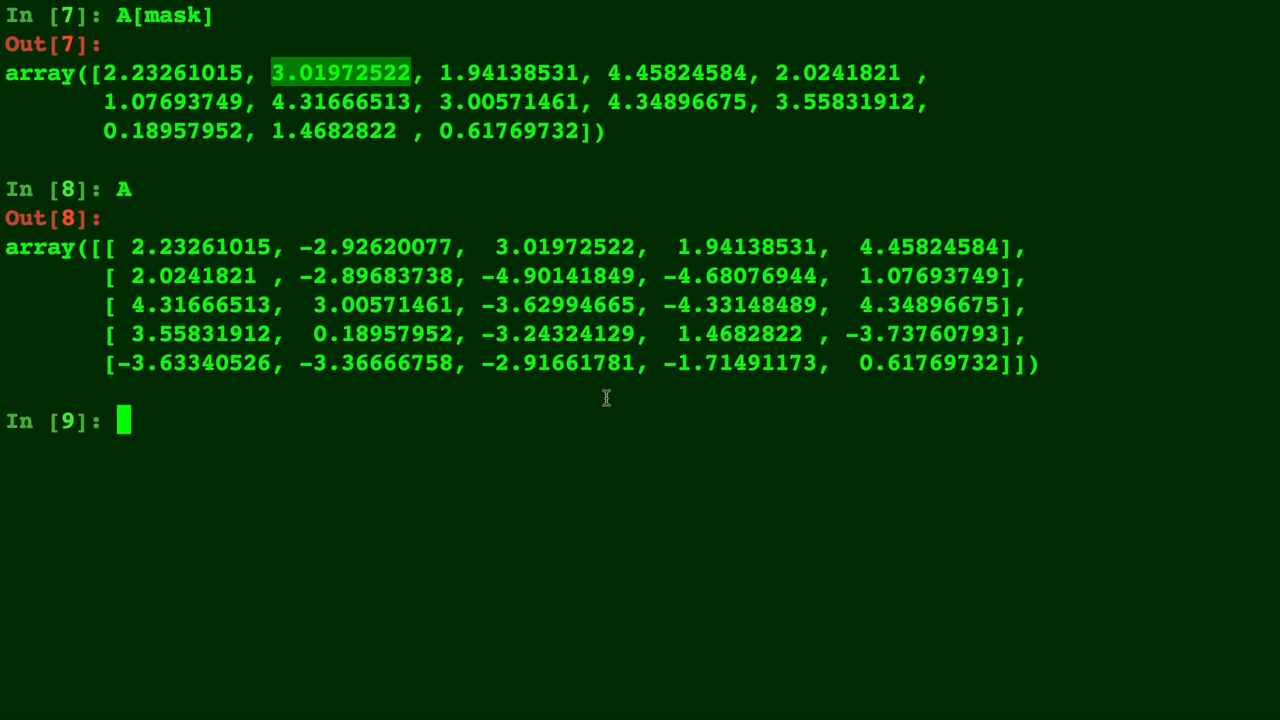 In [7]: A[mask]
Out[7]:
array([2.23261015, 3.01972522, 1.94138531, 4.45824584, 2.0241821 ,
       1.07693749, 4.31666513, 3.00571461, 4.34896675, 3.55831912,
       0.18957952, 1.4682822 , 0.61769732])
In [8]: A
Out[8]:
array([[ 2.23261015, -2.92620077,  3.01972522,  1.94138531,  4.45824584],
       [ 2.0241821 , -2.89683738, -4.90141849, -4.68076944,  1.07693749],
       [ 4.31666513,  3.00571461, -3.62994665, -4.33148489,  4.34896675],
       [ 3.55831912,  0.18957952, -3.24324129,  1.4682822 , -3.73760793],
       [-3.63340526, -3.36666758, -2.91661781, -1.71491173,  0.61769732]])
In [9]: